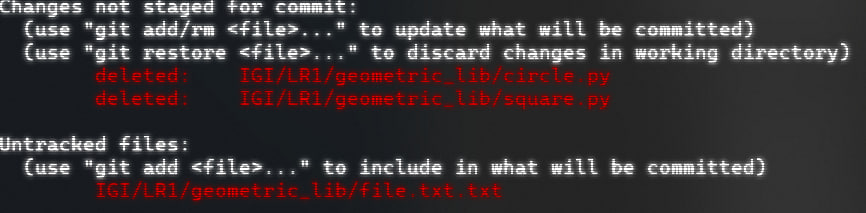 Changes not staged for commit:
(use "git add/rm <file>..." to update what will be committed)
(use "git restore <file>..." to discard changes in working directory)
deleted: IGI/LR1/geometric_lib/circle.py
deleted: IGI/LR1/geometric_lib/square.py
Untracked files:
(use "git add <file>..." to include in what will be committed)
IGI/LR1/geometric_lib/file.txt.txt